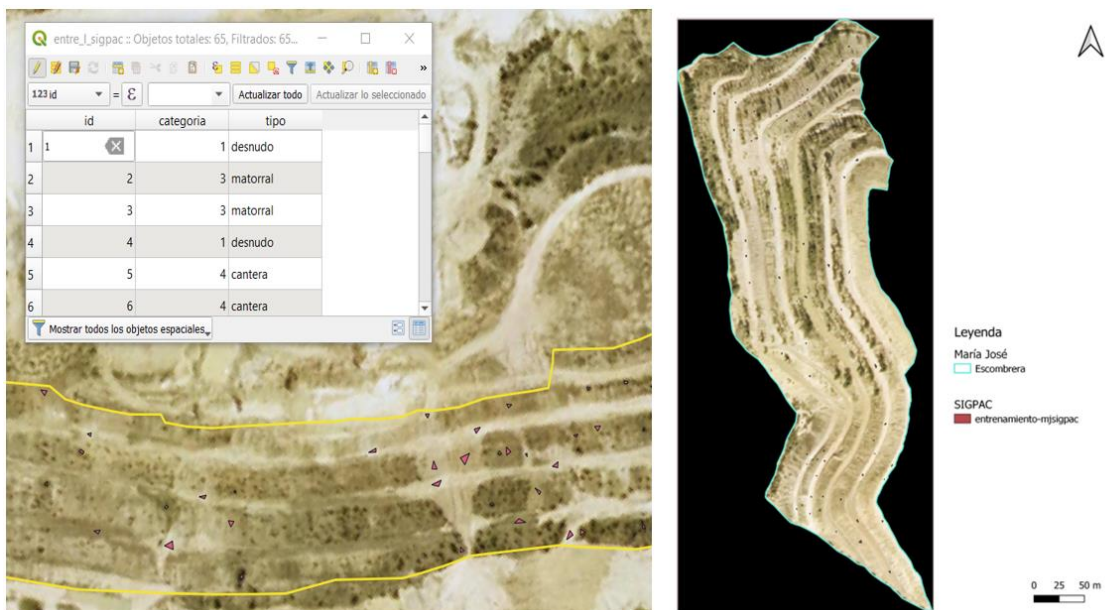 entre_l_sigpac :: Objetos totales: 65, Filtrados: 65...
123 id = ε Actualizar todo Actualizar lo seleccionado
id categoria tipo
1 1 1 desnudo
2 2 3 matorral
3 3 3 matorral
4 4 1 desnudo
5 5 4 cantera
6 6 4 cantera
Mostrar todos los objetos espaciales
Leyenda
María José
Escombrera
SIGPAC
entrenamiento-mjsigpac
0 25 50 m